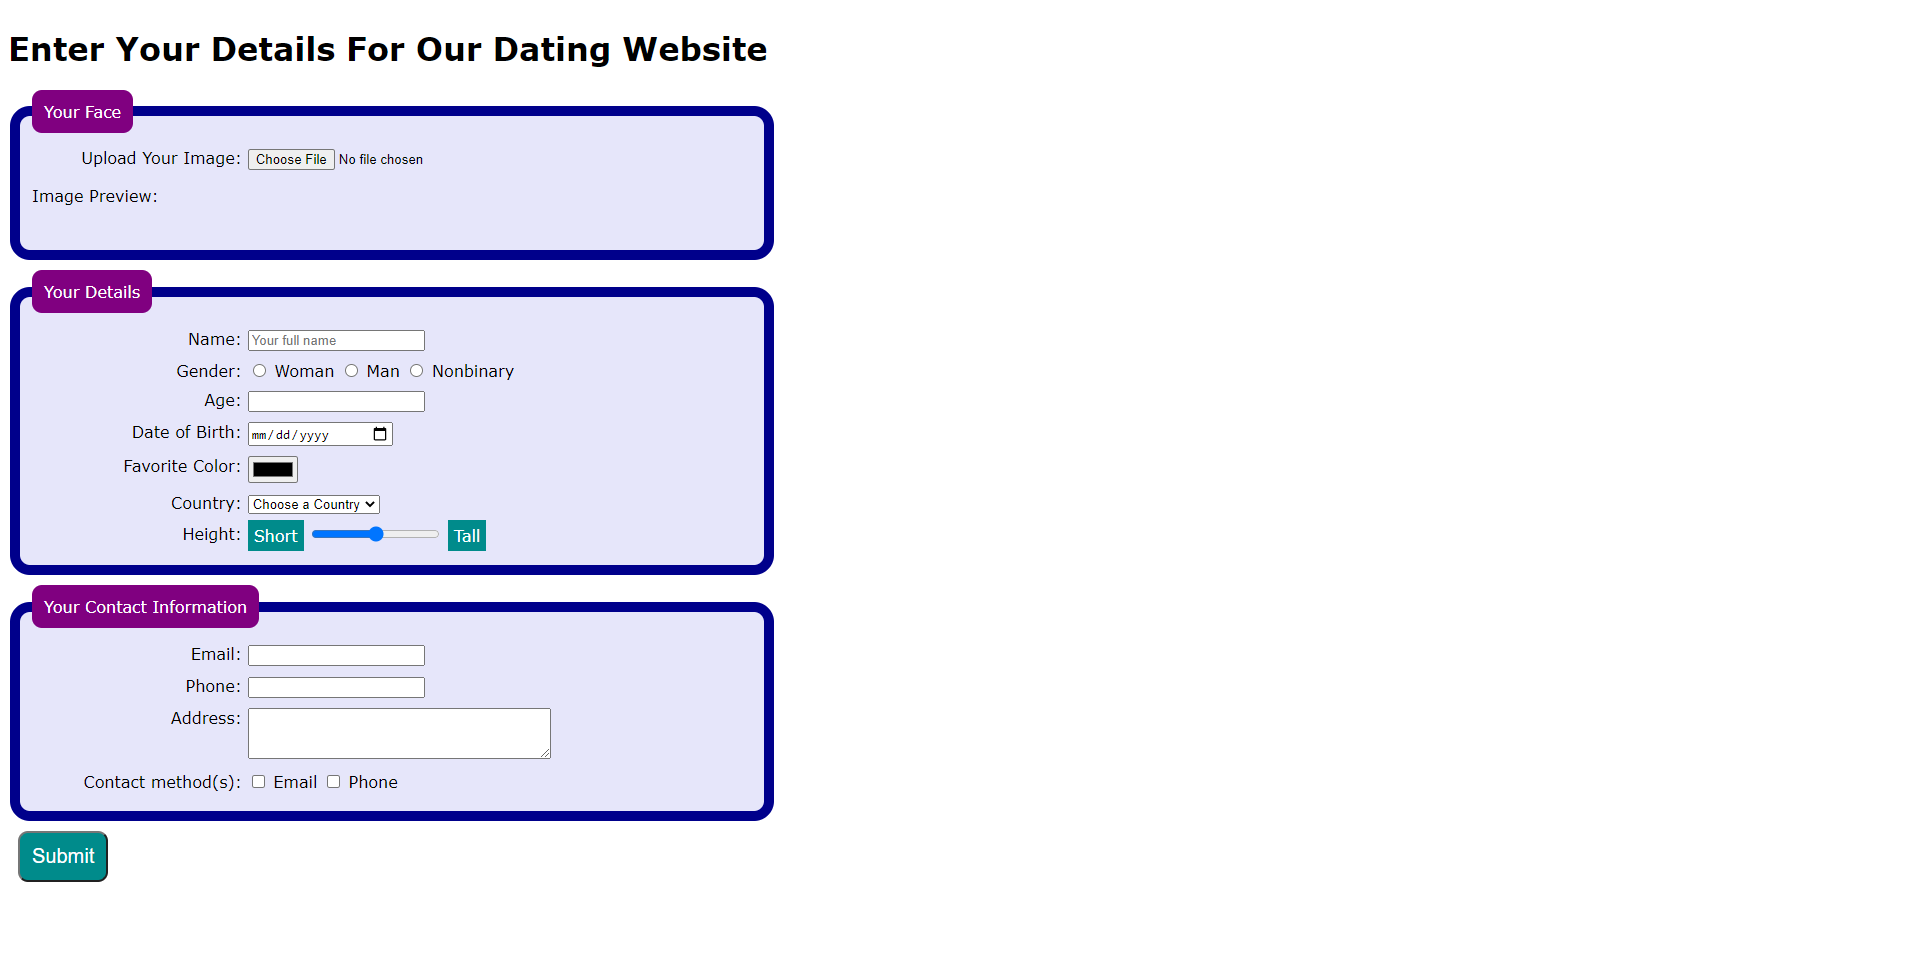 Enter Your Details For Our Dating Website
Your Face
Upload Your Image: Choose File No file chosen
Image Preview:
Your Details
Name: Your full name
Gender: Woman Man Nonbinary
Age:
Date of Birth: mm/dd/yyyy
Favorite Color:
Country: Choose a Country
Height: Short Tall
Your Contact Information
Email:
Phone:
Address:
Contact method(s): Email Phone
Submit